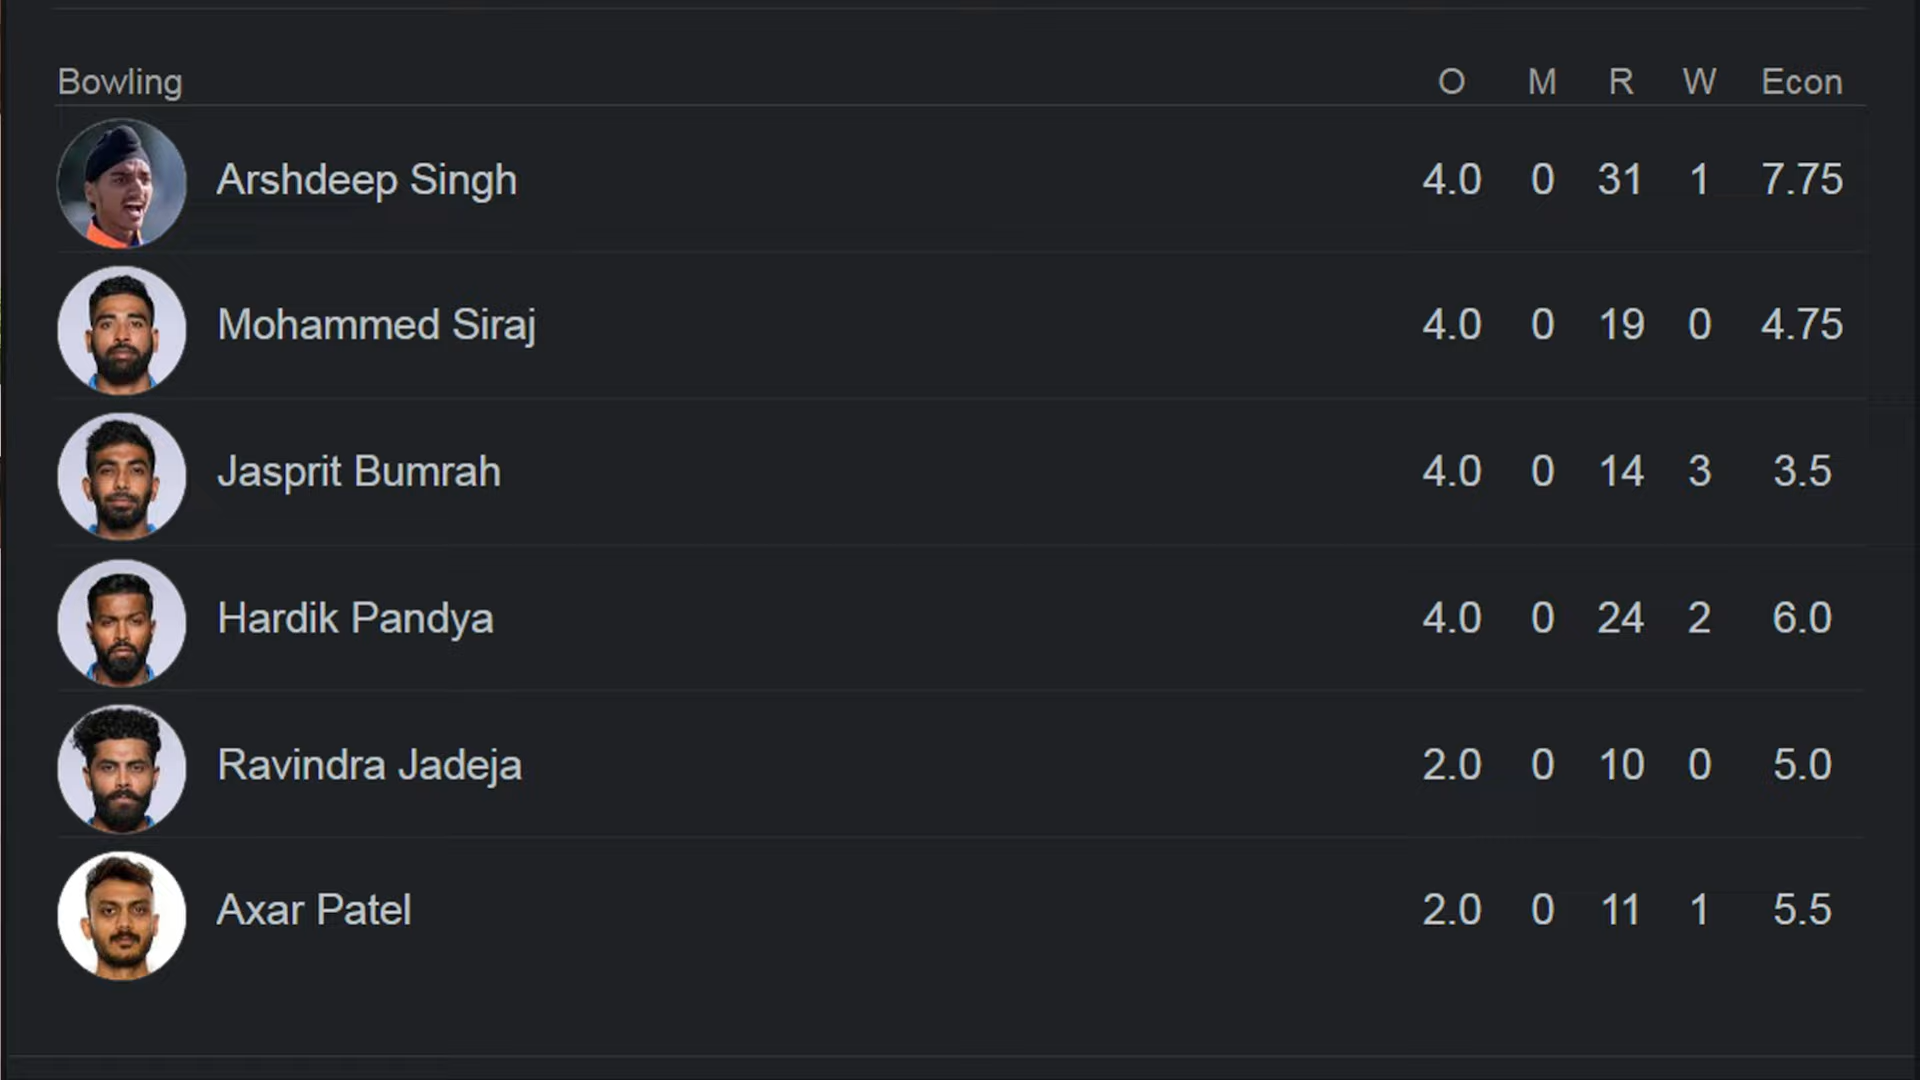 Bowling O M R W Econ
Arshdeep Singh 4.0 0 31 1 7.75
Mohammed Siraj 4.0 0 19 0 4.75
Jasprit Bumrah 4.0 0 14 3 3.5
Hardik Pandya 4.0 0 24 2 6.0
Ravindra Jadeja 2.0 0 10 0 5.0
Axar Patel 2.0 0 11 1 5.5